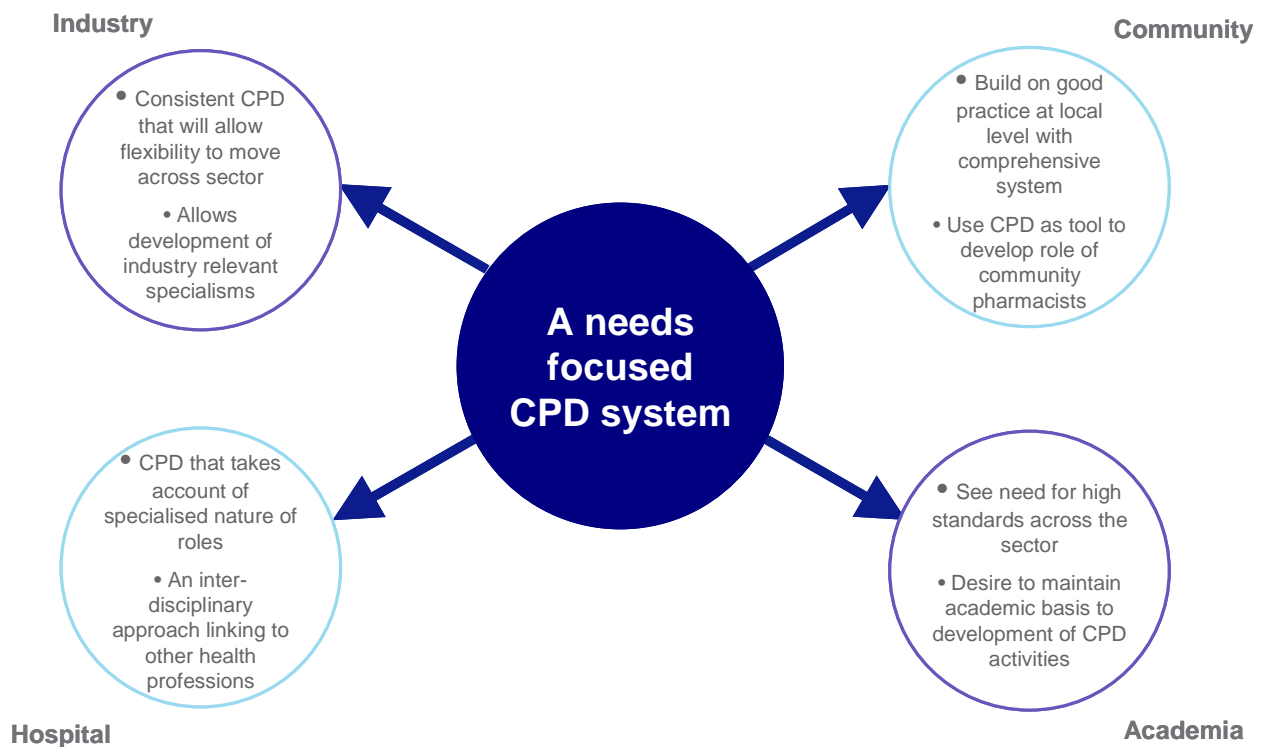 Industry
• Consistent CPD
that will allow
flexibility to move
across sector
• Allows
development of
industry relevant
specialisms
Community
• Build on good
practice at local
level with
comprehensive
system
• Use CPD as tool to
develop role of
community
pharmacists
A needs
focused
CPD system
• CPD that takes
account of
specialised nature of
roles
• An inter-
disciplinary
approach linking to
other health
professions
Hospital
• See need for high
standards across the
sector
• Desire to maintain
academic basis to
development of CPD
activities
Academia